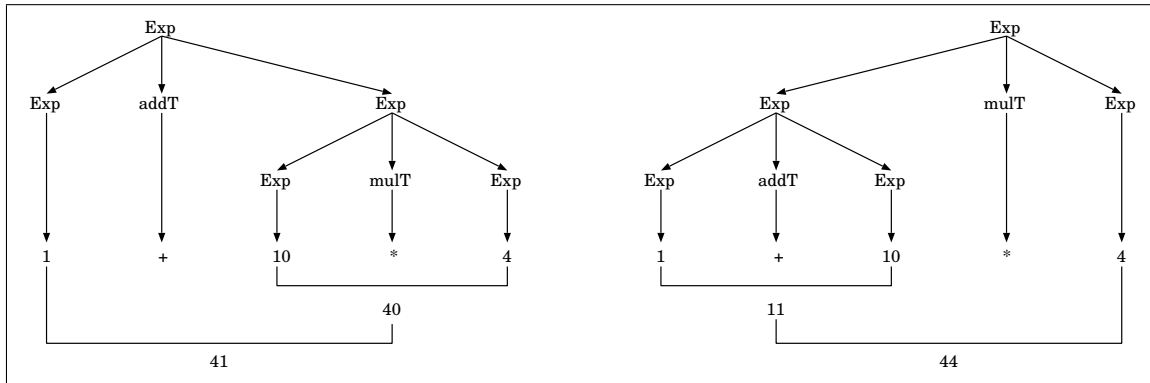 Exp Exp
Exp addT Exp Exp mulT Exp
Exp mulT Exp Exp addT Exp
1 + 10 * 4 1 + 10 * 4
40 11
41 44